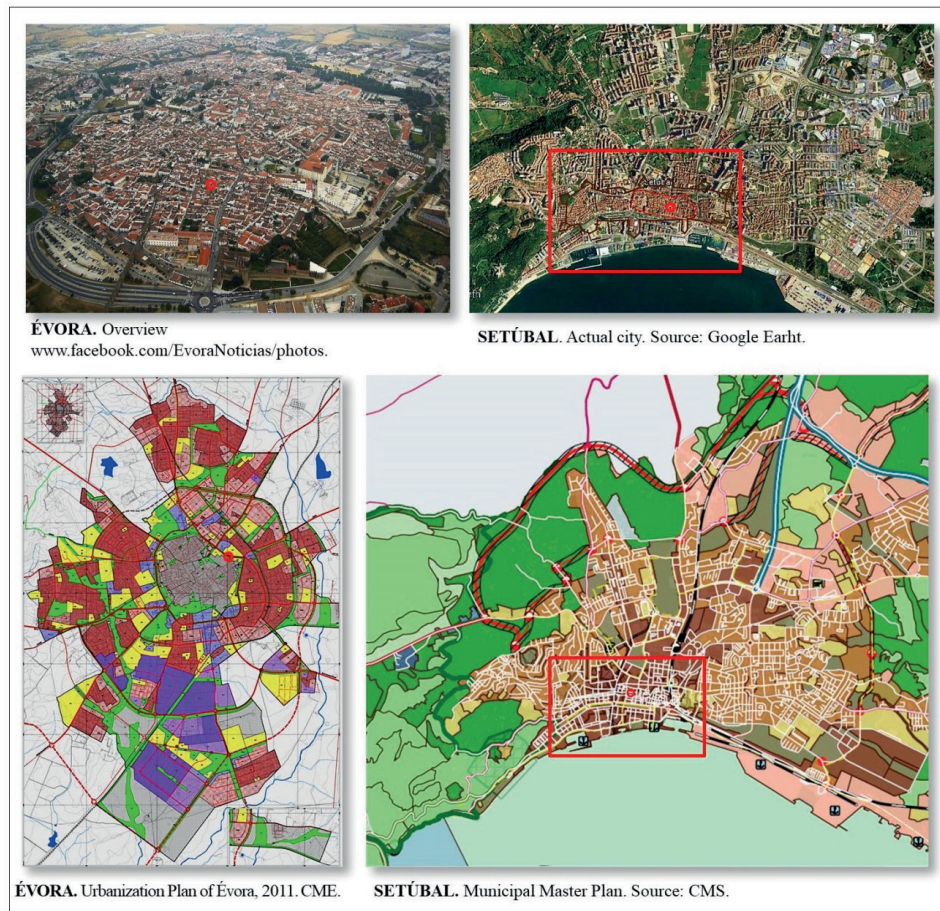 ÉVORA. Overview
www.facebook.com/EvoraNoticias/photos.
SETÚBAL. Actual city. Source: Google Earht.
Setúbal
ÉVORA. Urbanization Plan of Évora, 2011. CME.
SETÚBAL. Municipal Master Plan. Source: CMS.